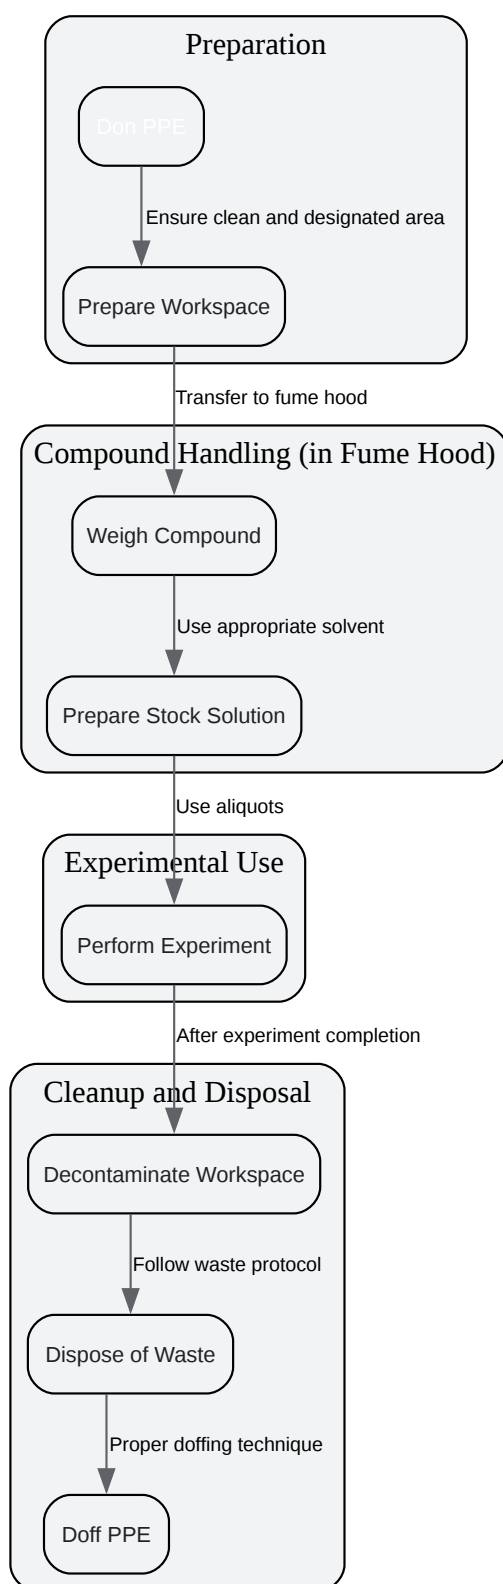 Preparation
Don PPE
Ensure clean and designated area
Prepare Workspace
Transfer to fume hood
Compound Handling (in Fume Hood)
Weigh Compound
Use appropriate solvent
Prepare Stock Solution
Use aliquots
Experimental Use
Perform Experiment
After experiment completion
Cleanup and Disposal
Decontaminate Workspace
Follow waste protocol
Dispose of Waste
Proper doffing technique
Doff PPE